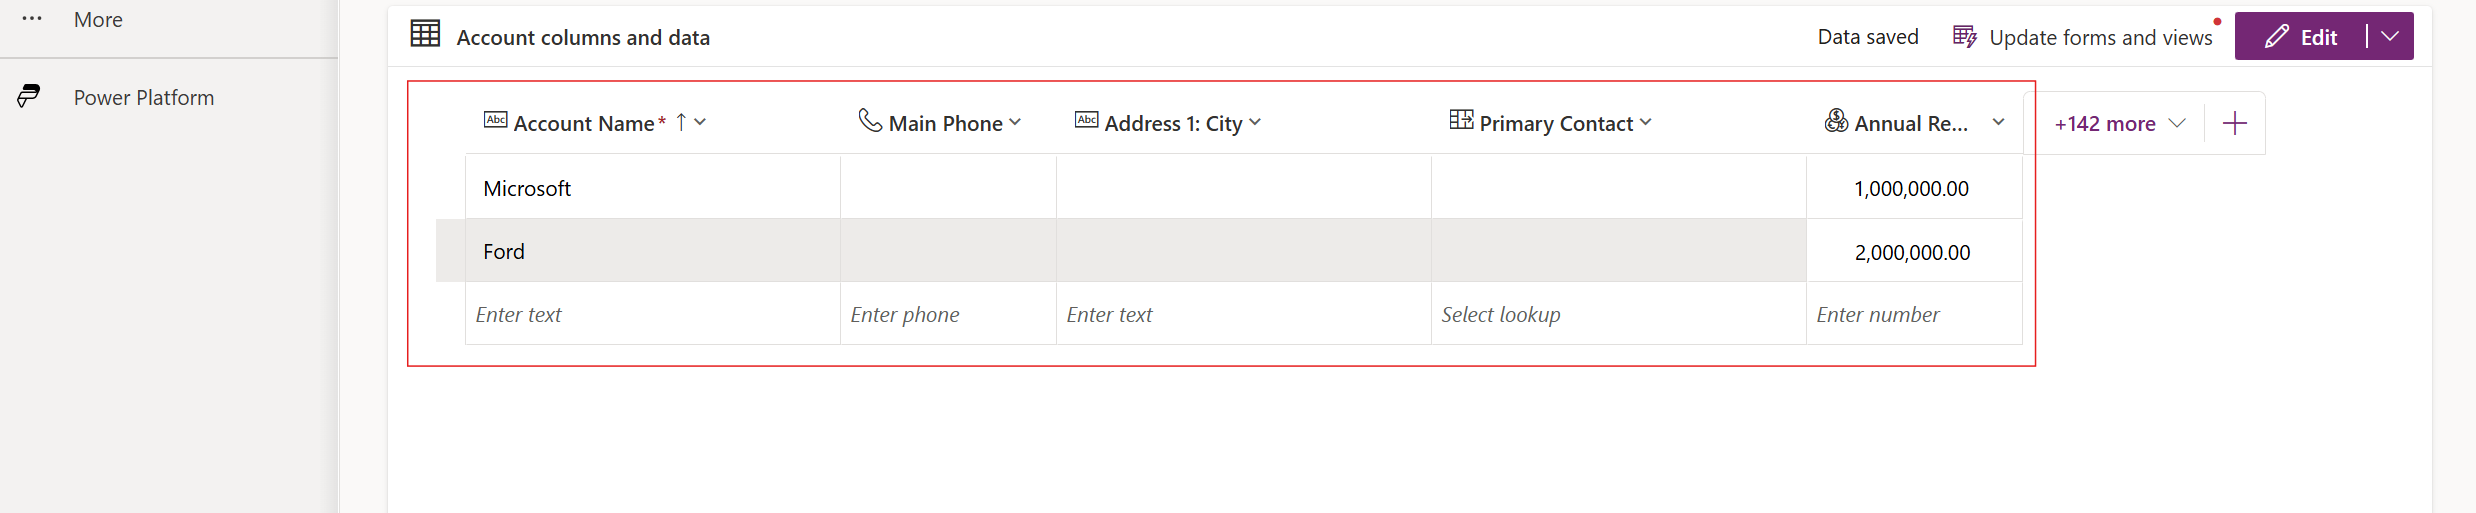 More
Power Platform
Account columns and data
Data saved
Update forms and views
Edit
Abc Account Name* ↑
Main Phone
Abc Address 1: City
Primary Contact
Annual Re...
+142 more
Microsoft
1,000,000.00
Ford
2,000,000.00
Enter text
Enter phone
Enter text
Select lookup
Enter number